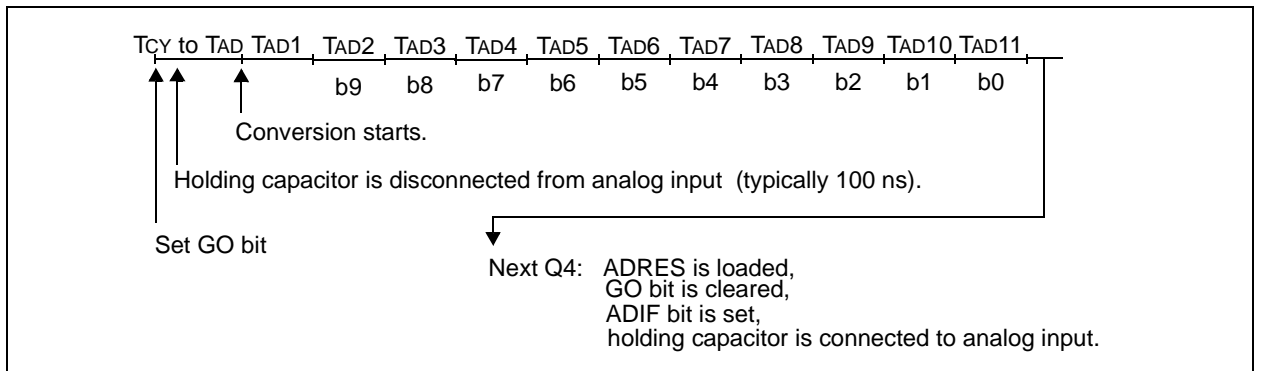 TCY to TAD TAD1 TAD2 TAD3 TAD4 TAD5 TAD6 TAD7 TAD8 TAD9 TAD10 TAD11
b9 b8 b7 b6 b5 b4 b3 b2 b1 b0
Conversion starts.
Holding capacitor is disconnected from analog input (typically 100 ns).
Set GO bit
Next Q4: ADRES is loaded,
GO bit is cleared,
ADIF bit is set,
holding capacitor is connected to analog input.